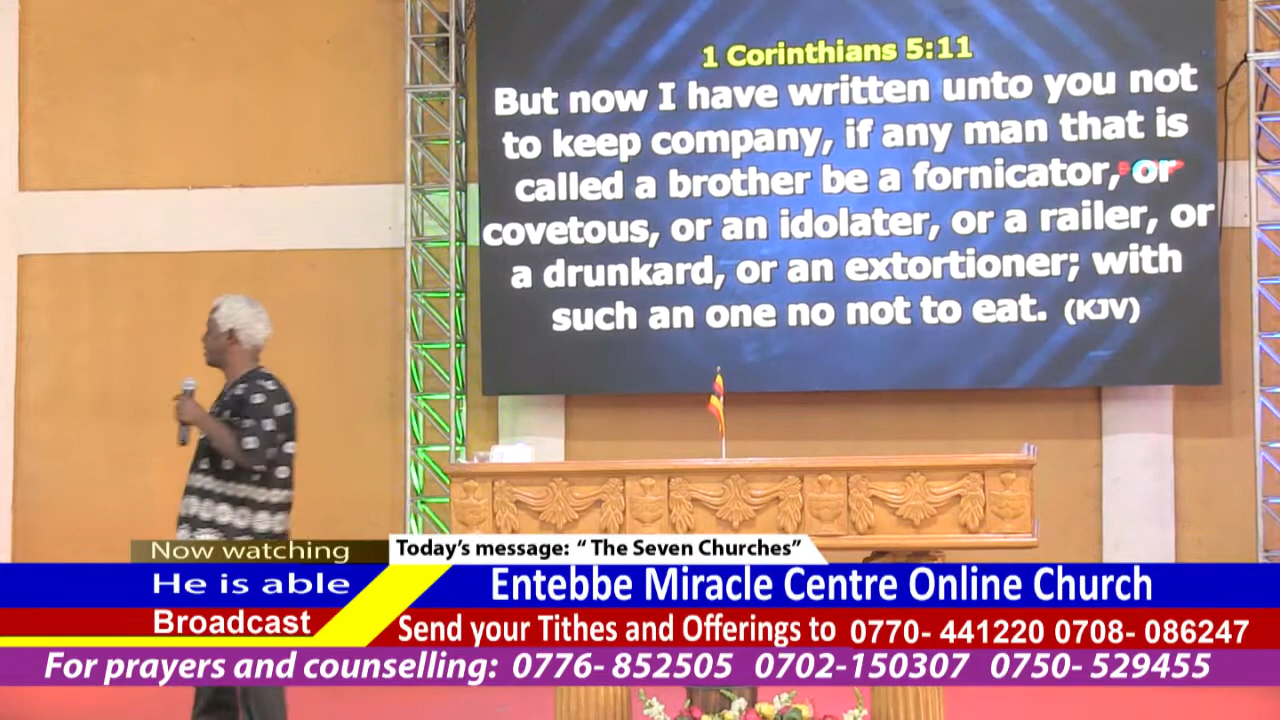 1 Corinthians 5:11
But now I have written unto you not
to keep company, if any man that is
called a brother be a fornicator, or
covetous, or an idolater, or a railer, or
a drunkard, or an extortioner; with
such an one no not to eat. (KJV)
Now watching
Today's message: “ The Seven Churches”
He is able
Entebbe Miracle Centre Online Church
Broadcast
Send your Tithes and Offerings to 0770- 441220 0708- 086247
For prayers and counselling: 0776- 852505 0702-150307 0750- 529455